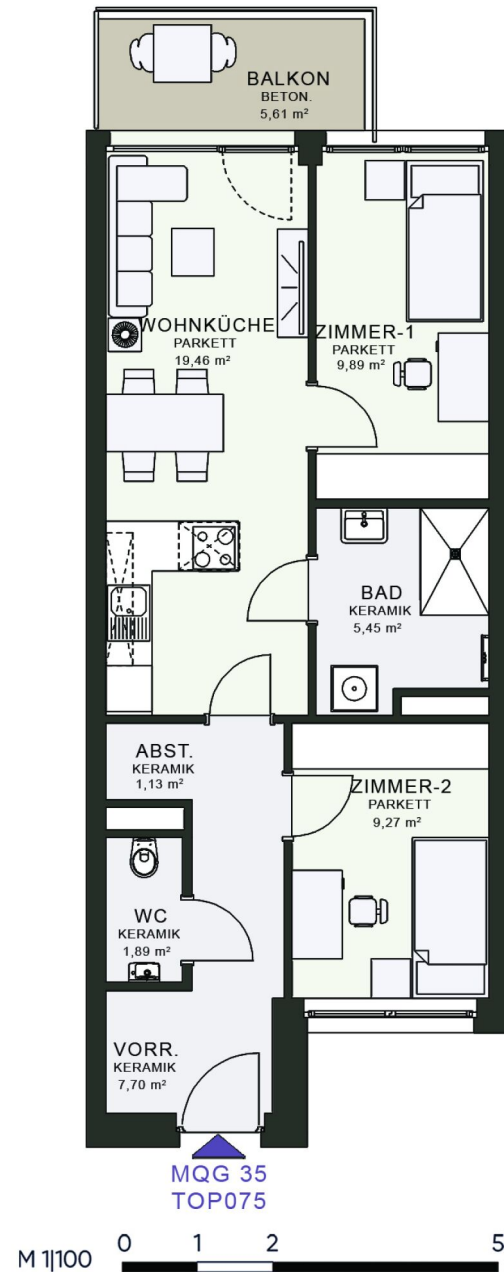 BALKON
BETON.
5,61 m²
WOHNKÜCHE
PARKETT
19,46 m²
ZIMMER-1
PARKETT
9,89 m²
BAD
KERAMIK
5,45 m²
ABST.
KERAMIK
1,13 m²
ZIMMER-2
PARKETT
9,27 m²
WC
KERAMIK
1,89 m²
VORR.
KERAMIK
7,70 m²
MQG 35
TOP075
M 1|100 0 1 2 5